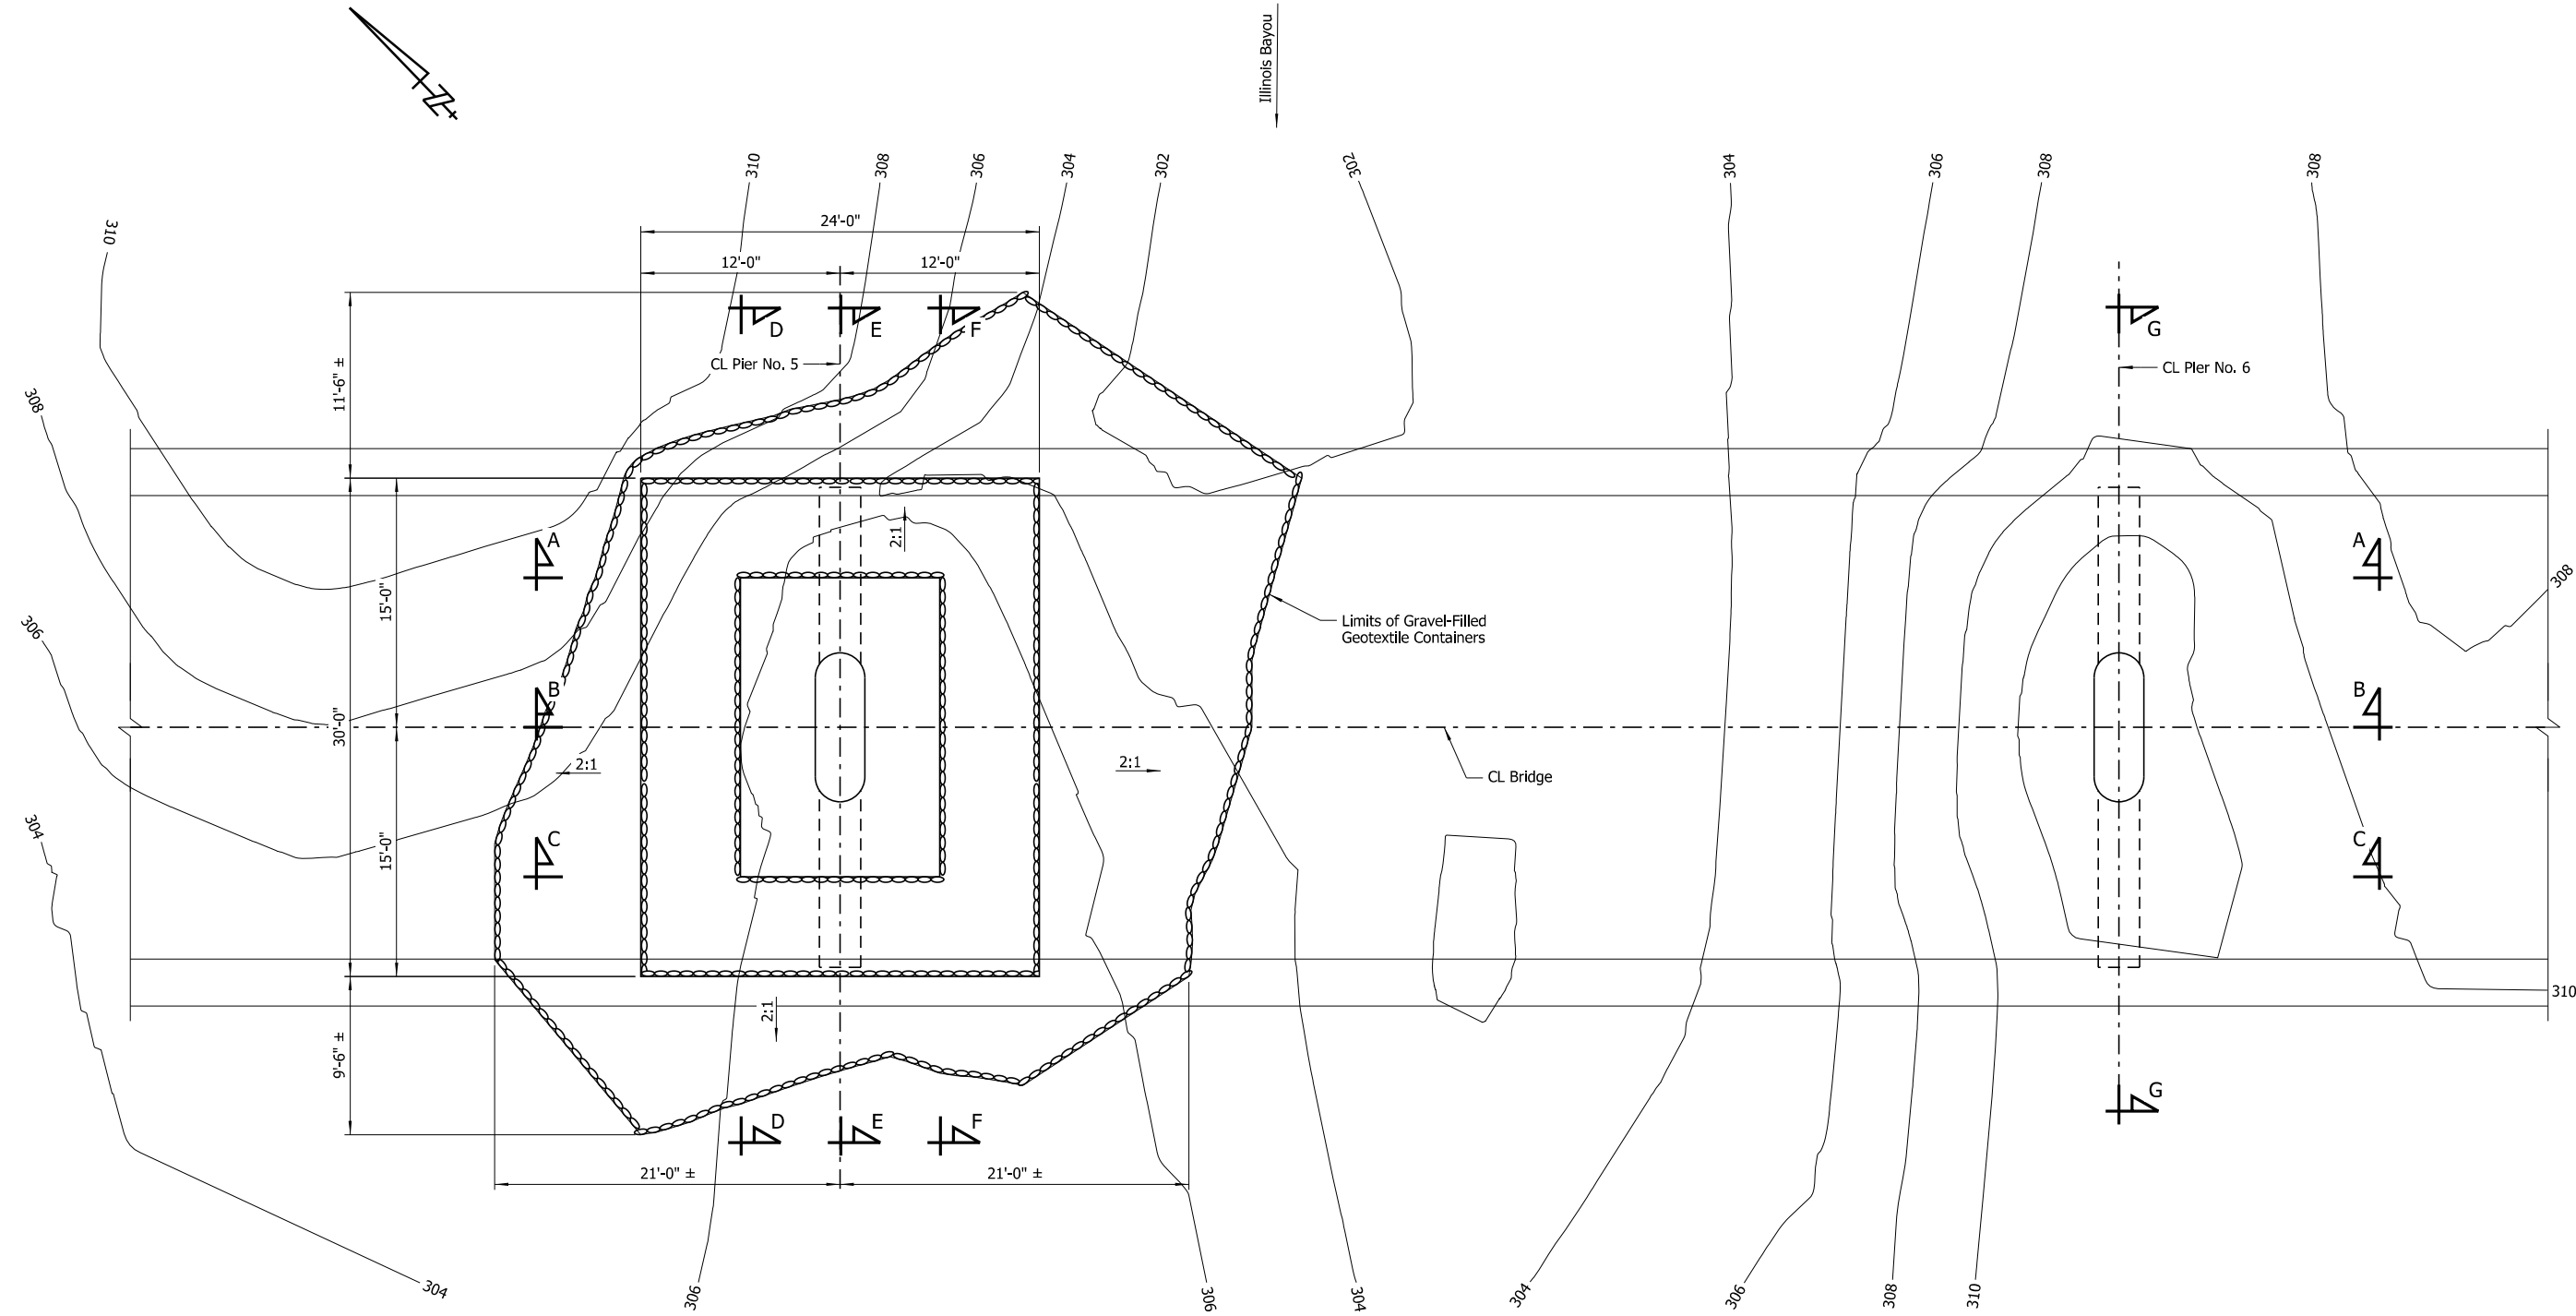 Illinois Bayou
310
308
306
304
302
302
304
306
308
308
310
24'-0"
12'-0"
12'-0"
D
E
F
G
CL Pier No. 5
CL Pier No. 6
11'-6" ±
308
A
A
308
15'-0"
2:1
306
Limits of Gravel-Filled
Geotextile Containers
B
B
30'-0"
2:1
2:1
CL Bridge
304
C
C
15'-0"
310
2:1
9'-6" ±
D
E
F
G
21'-0" ±
21'-0" ±
304
306
306
304
304
306
308
310